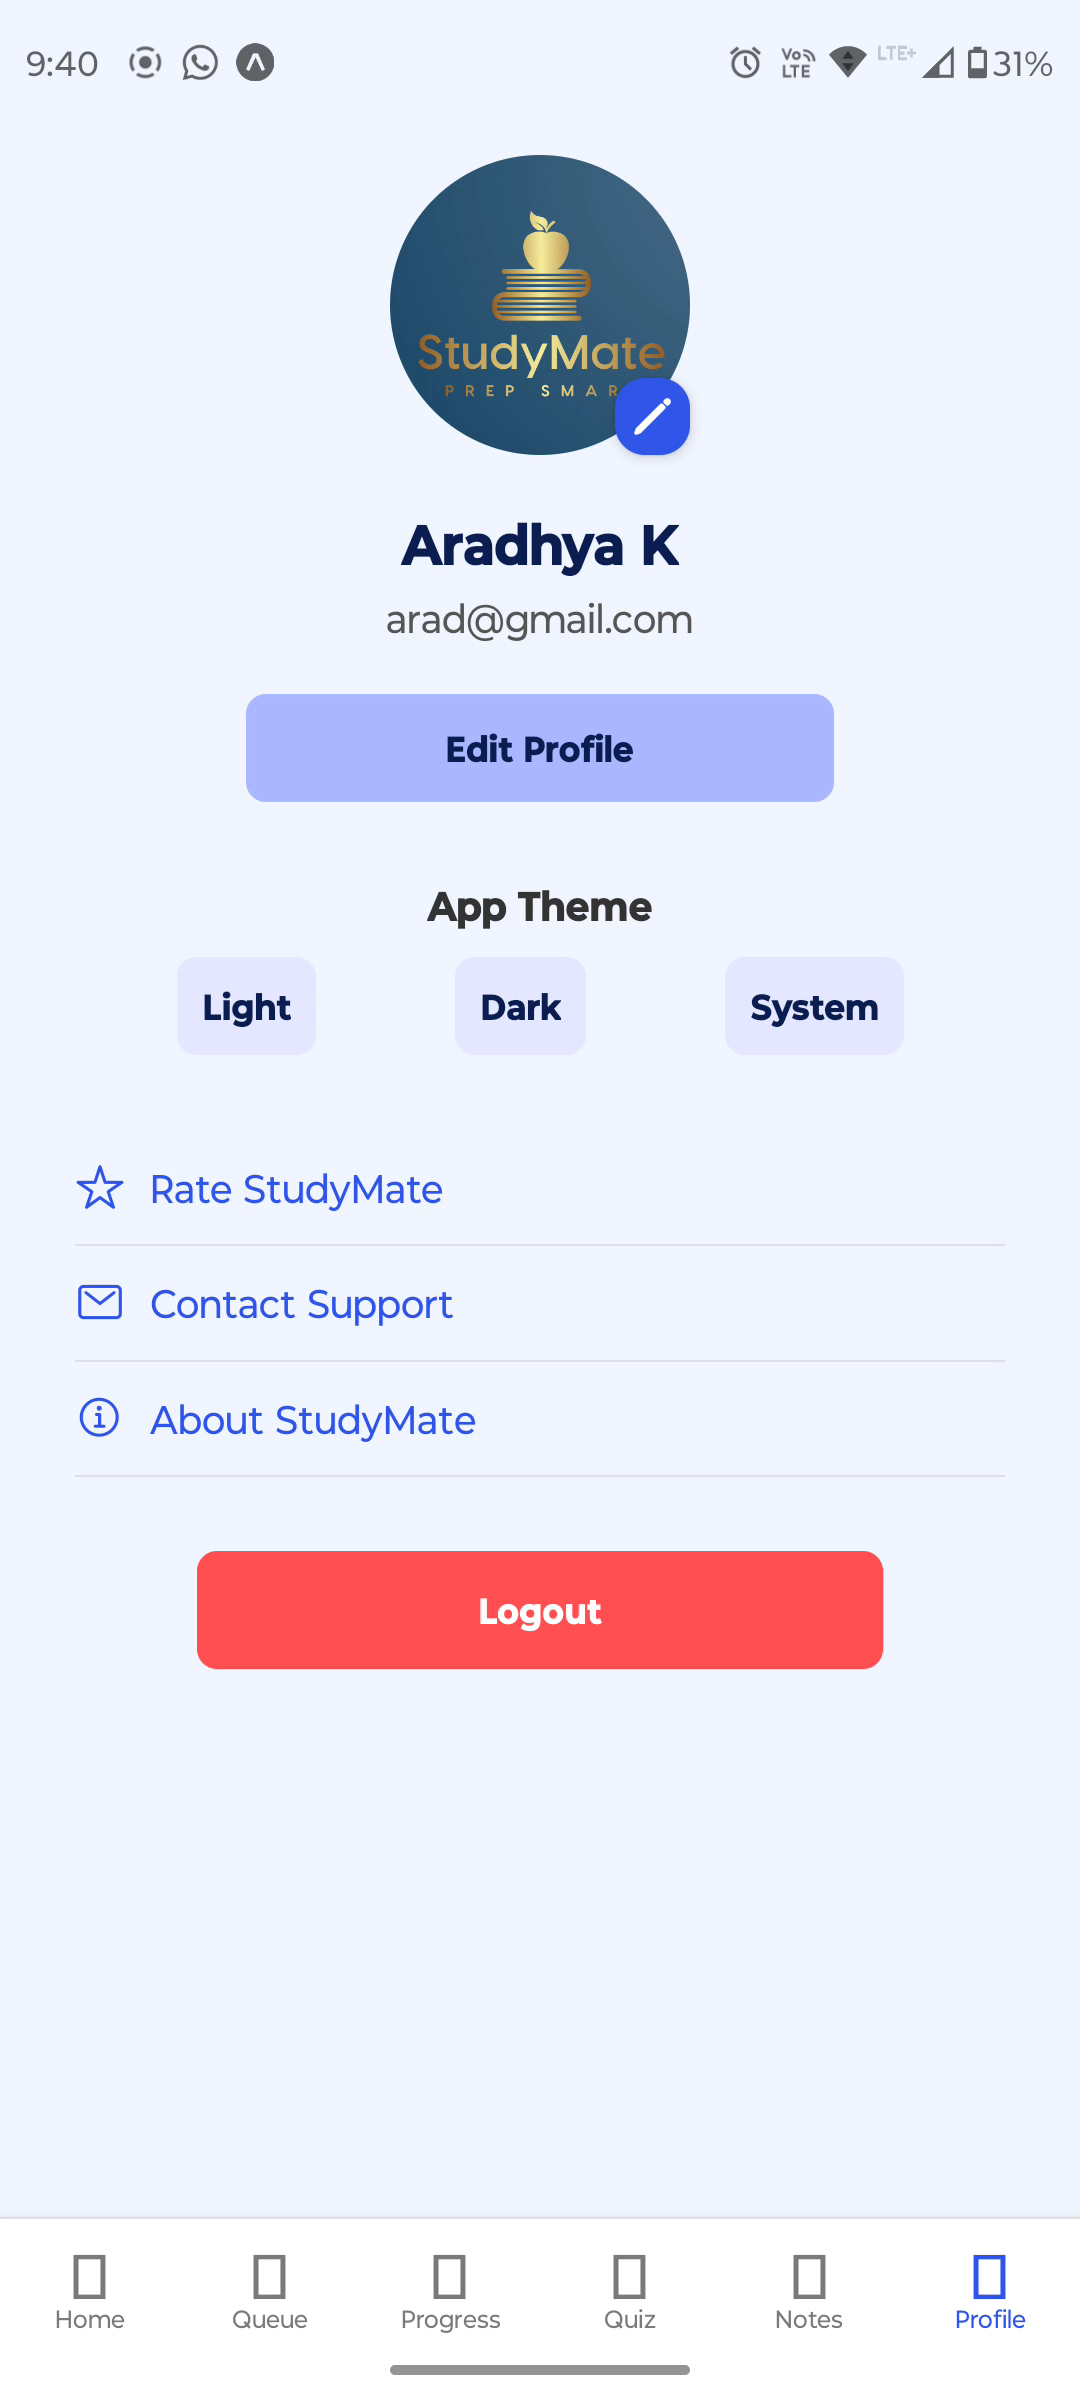 9:40 Vo LTE LTE+ 31%
StudyMate
PREP SMAR
Aradhya K
arad@gmail.com
Edit Profile
App Theme
Light Dark System
Rate StudyMate
Contact Support
About StudyMate
Logout
Home Queue Progress Quiz Notes Profile